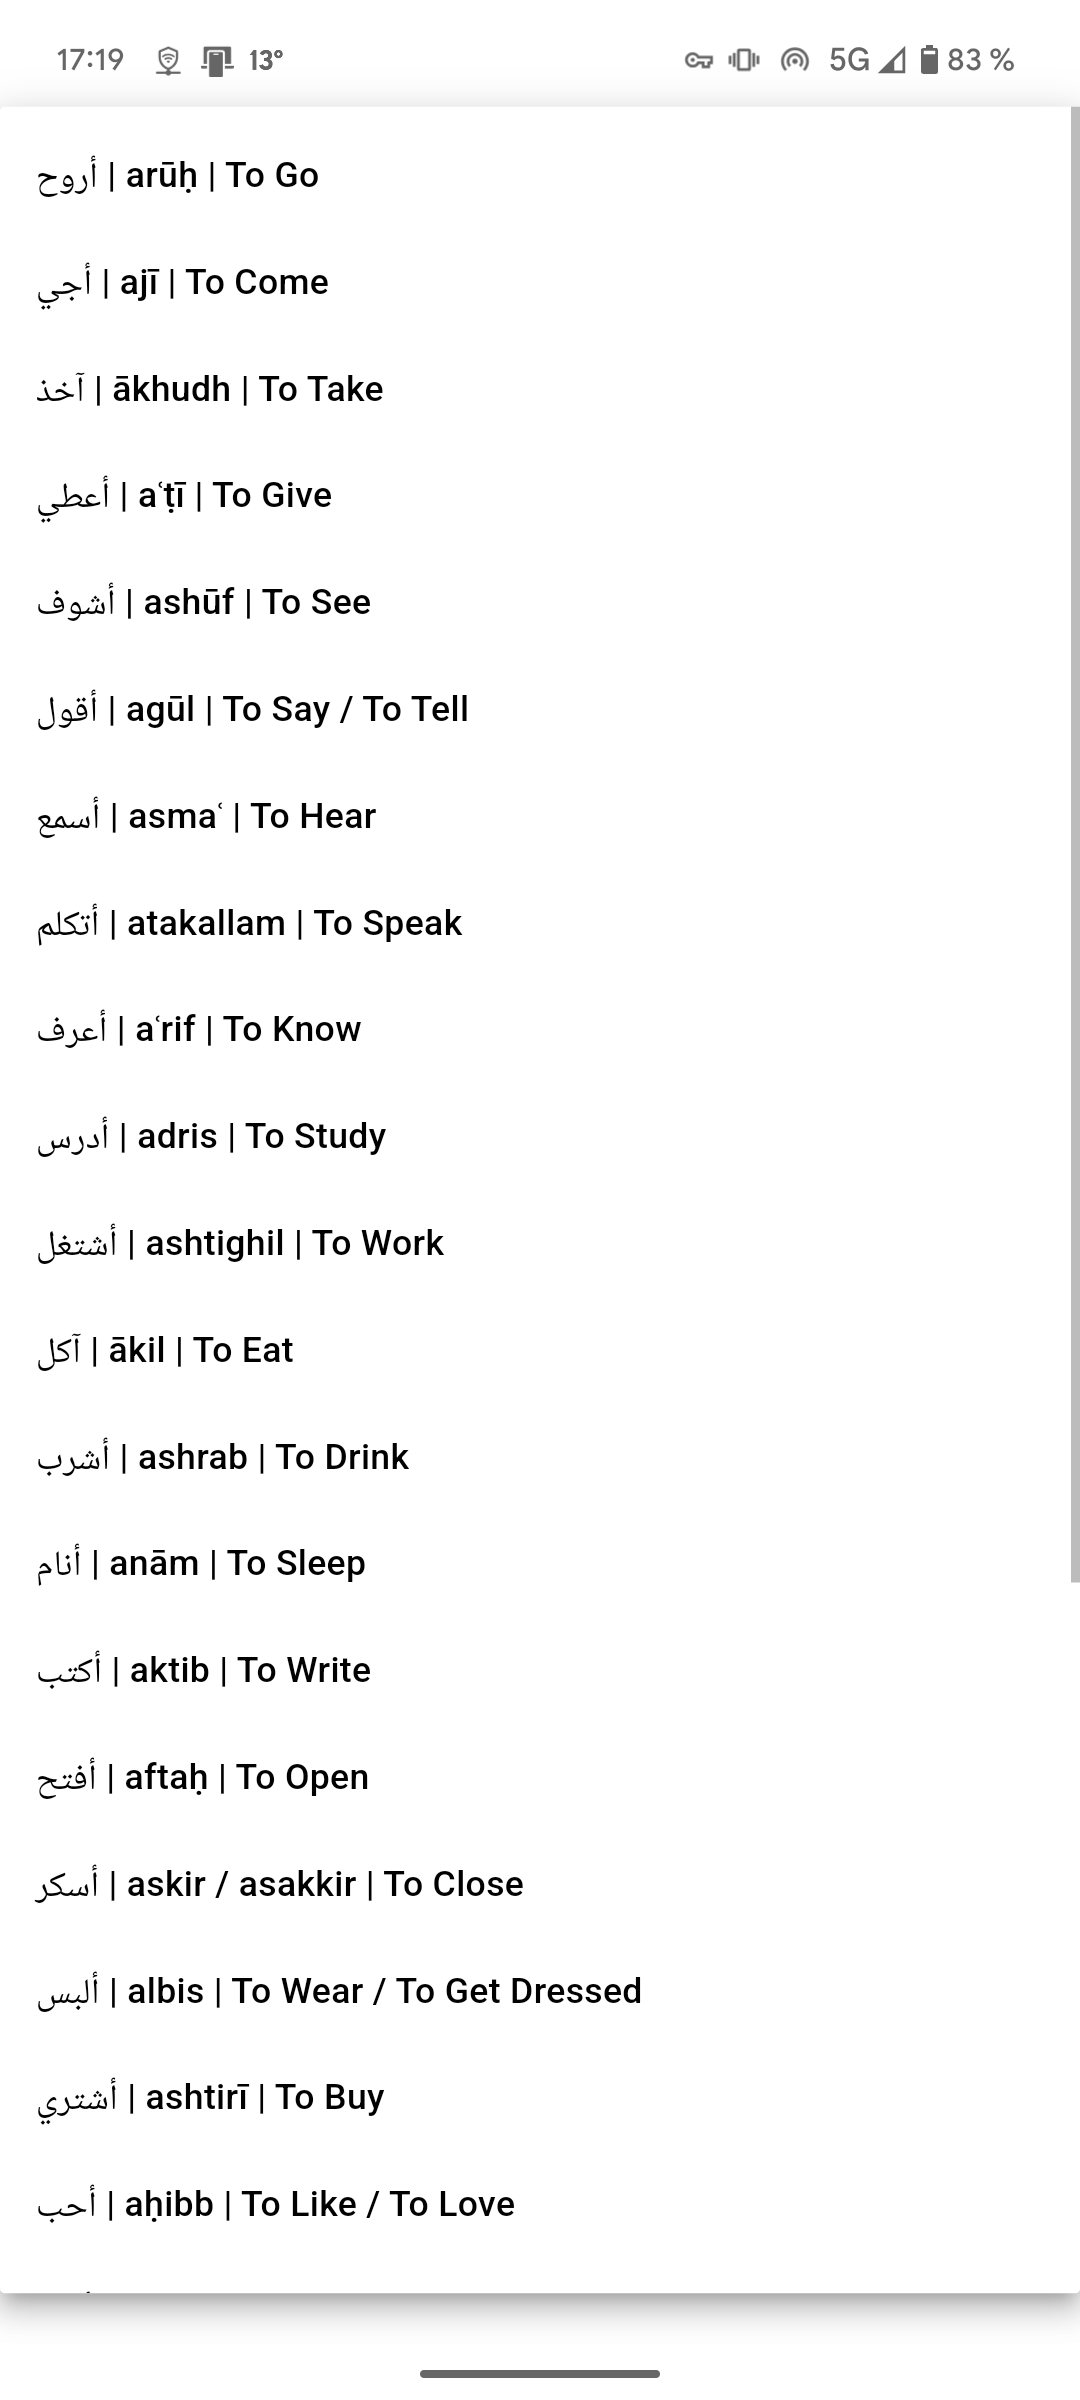 17:19 13° 5G 83 %
أروح | arūḥ | To Go
أجي | ajī | To Come
آخذ | ākhudh | To Take
أعطي | aʿṭī | To Give
أشوف | ashūf | To See
أقول | agūl | To Say / To Tell
أسمع | asmaʿ | To Hear
أتكلم | atakallam | To Speak
أعرف | aʿrif | To Know
أدرس | adris | To Study
أشتغل | ashtighil | To Work
آكل | ākil | To Eat
أشرب | ashrab | To Drink
أنام | anām | To Sleep
أكتب | aktib | To Write
أفتح | aftaḥ | To Open
أسكر | askir / asakkir | To Close
ألبس | albis | To Wear / To Get Dressed
أشتري | ashtirī | To Buy
أحب | aḥibb | To Like / To Love